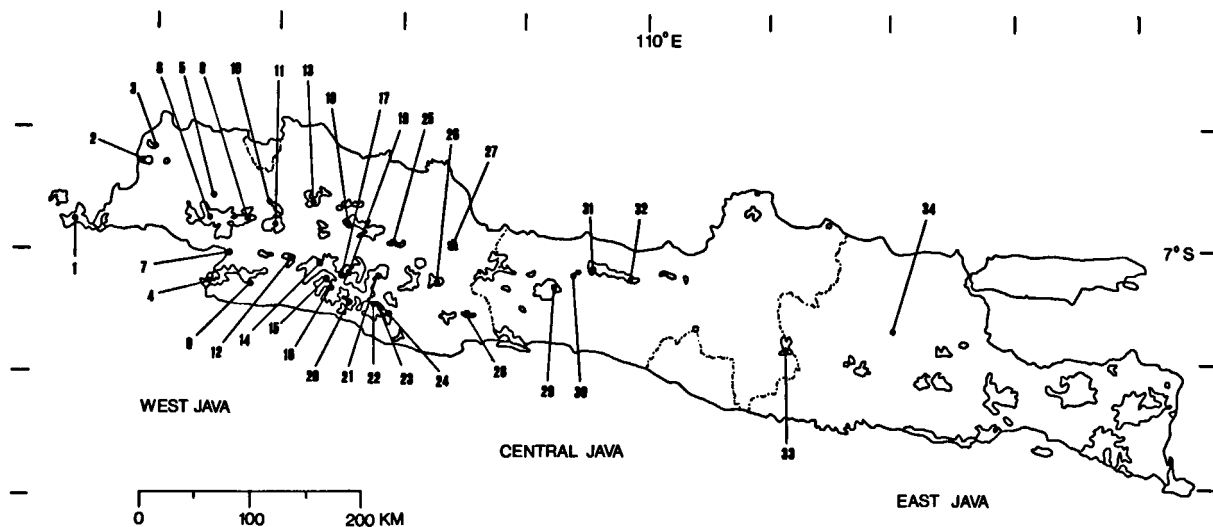 110°E
3 6 5 8 10 11 13 18 17 19 25 26 27
2
31 32 34
7°S
1 7 4
9 12 14 15 16 20 21 22 23 24 28 29 30
33
WEST JAVA
CENTRAL JAVA
EAST JAVA
0 100 200 KM